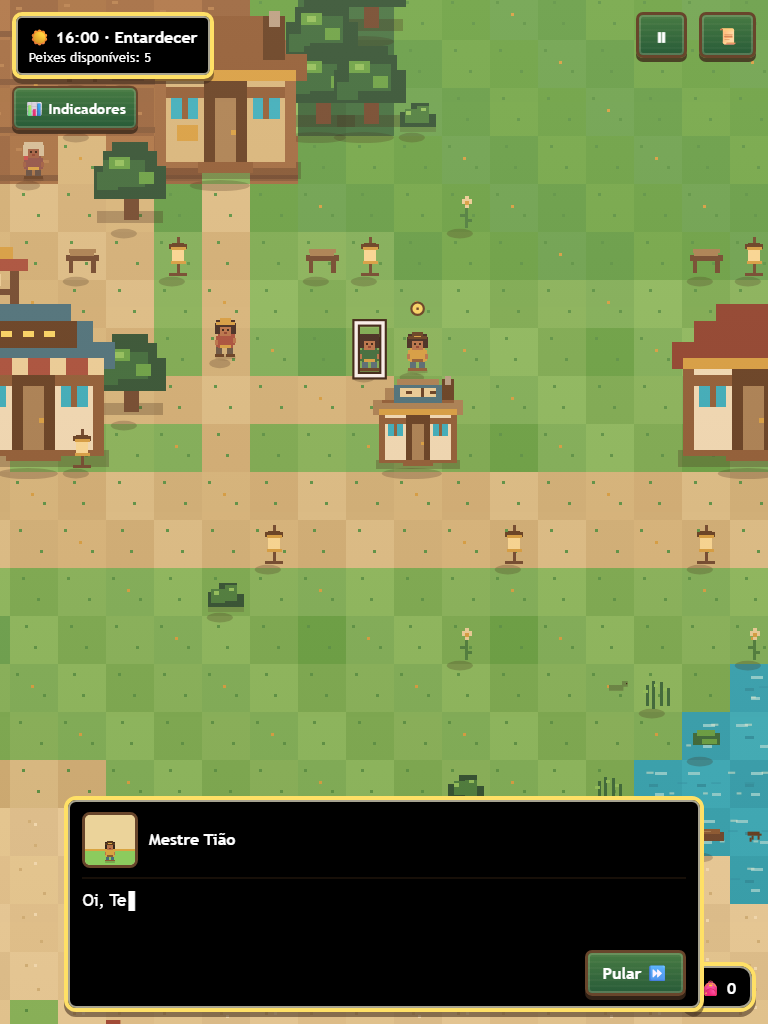 16:00 · Entardecer
Peixes disponíveis: 5
Indicadores
Mestre Tião
Oi, Te
Pular
0